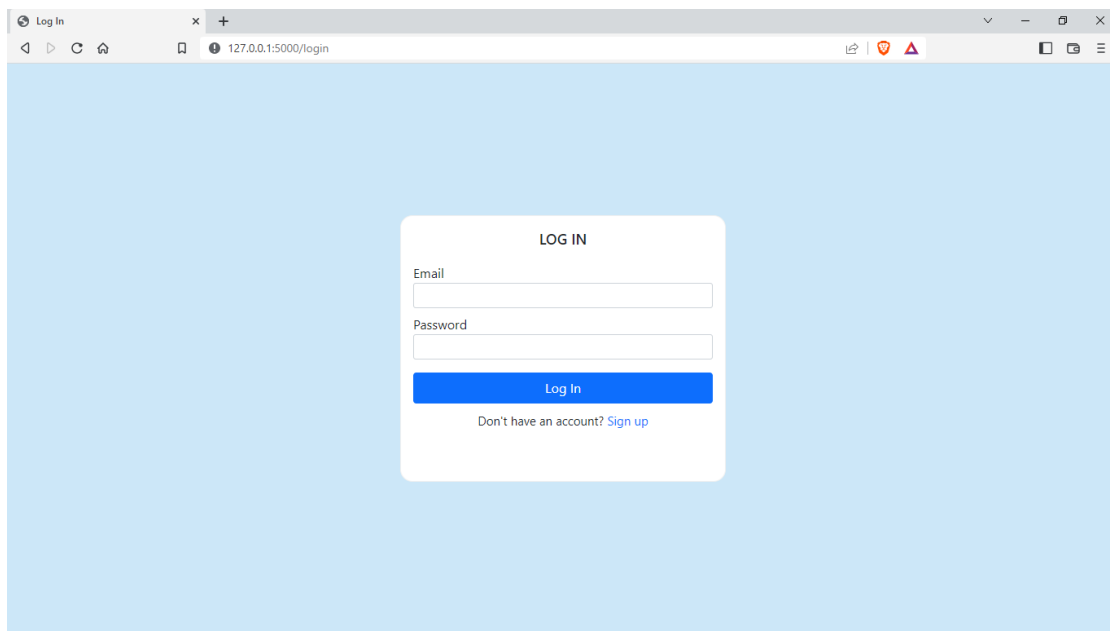 Log In
127.0.0.1:5000/login
LOG IN
Email
Password
Log In
Don't have an account? Sign up